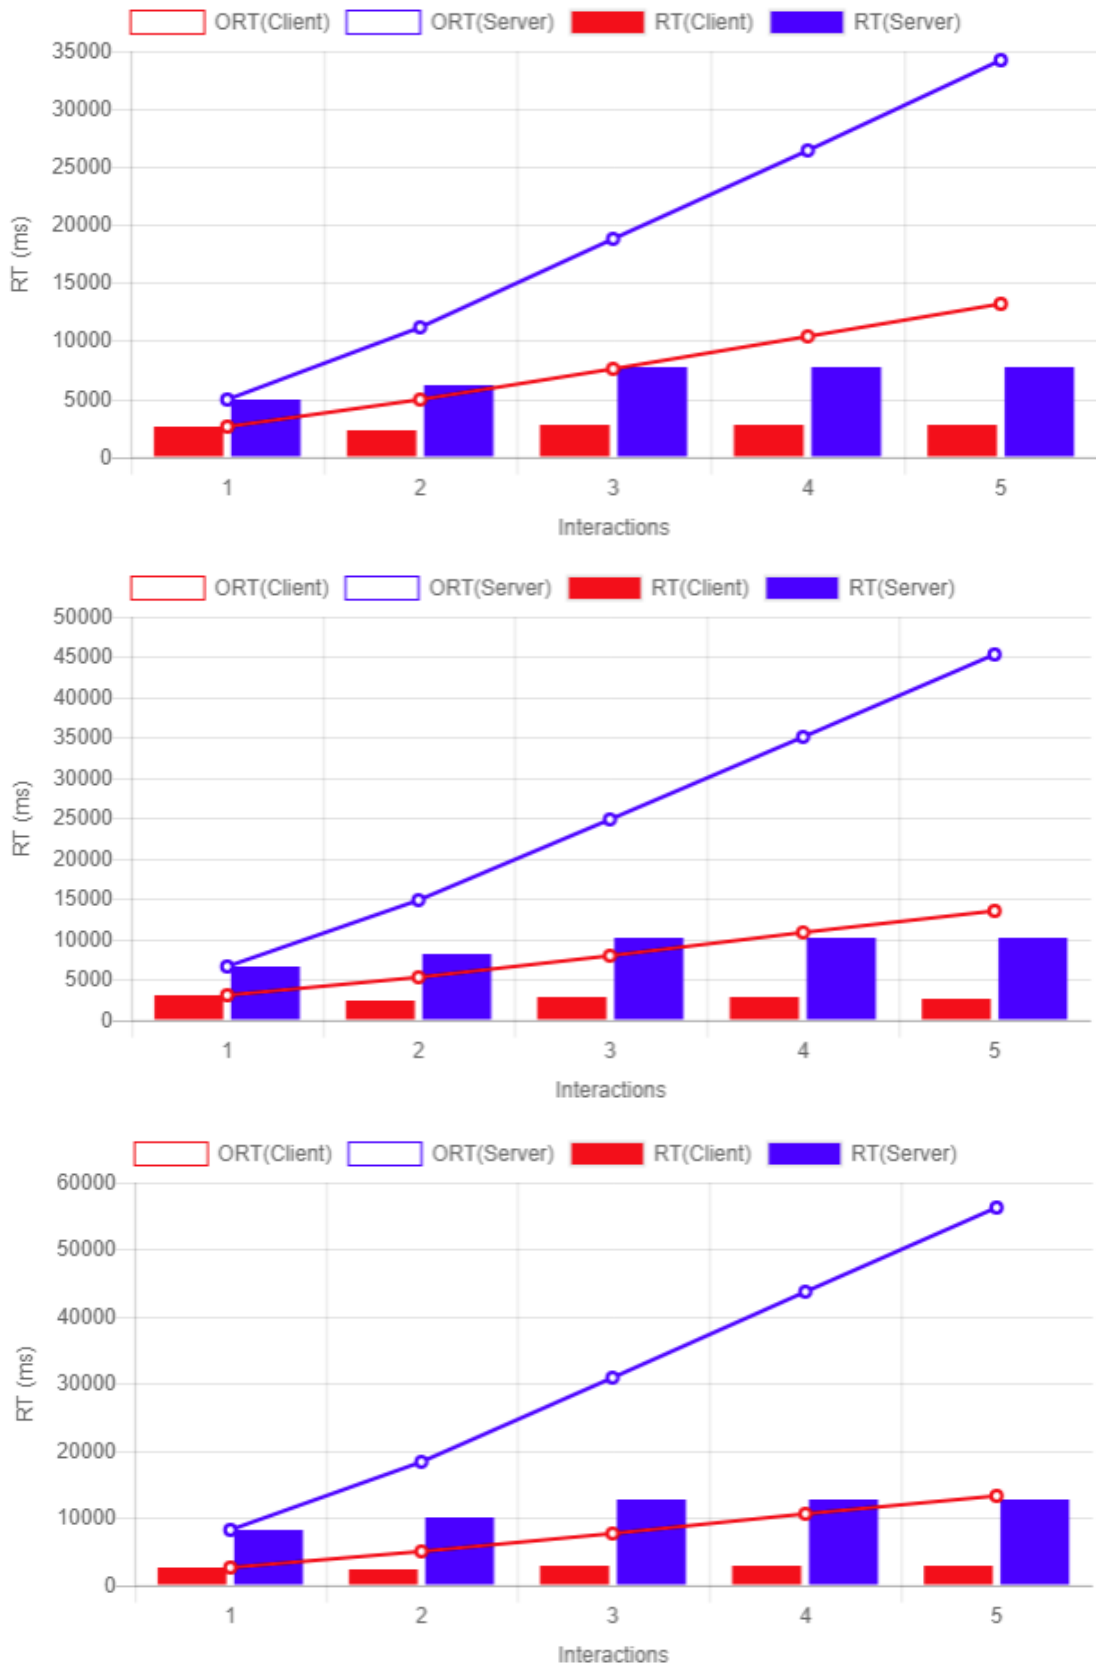 ORT(Client) ORT(Server) RT(Client) RT(Server)
35000
30000
25000
20000
15000
10000
5000
0
RT (ms)
1 2 3 4 5
Interactions
ORT(Client) ORT(Server) RT(Client) RT(Server)
50000
45000
40000
35000
30000
25000
20000
15000
10000
5000
0
RT (ms)
1 2 3 4 5
Interactions
ORT(Client) ORT(Server) RT(Client) RT(Server)
60000
50000
40000
30000
20000
10000
0
RT (ms)
1 2 3 4 5
Interactions